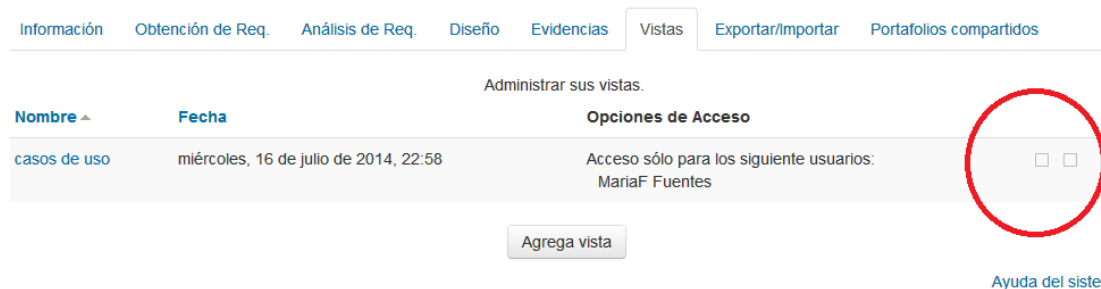 Información Obtención de Req. Análisis de Req. Diseño Evidencias Vistas Exportar/Importar Portafolios compartidos
Administrar sus vistas.
Nombre Fecha Opciones de Acceso
casos de uso miércoles, 16 de julio de 2014, 22:58 Acceso sólo para los siguiente usuarios:
MariaF Fuentes
Agrega vista
Ayuda del siste